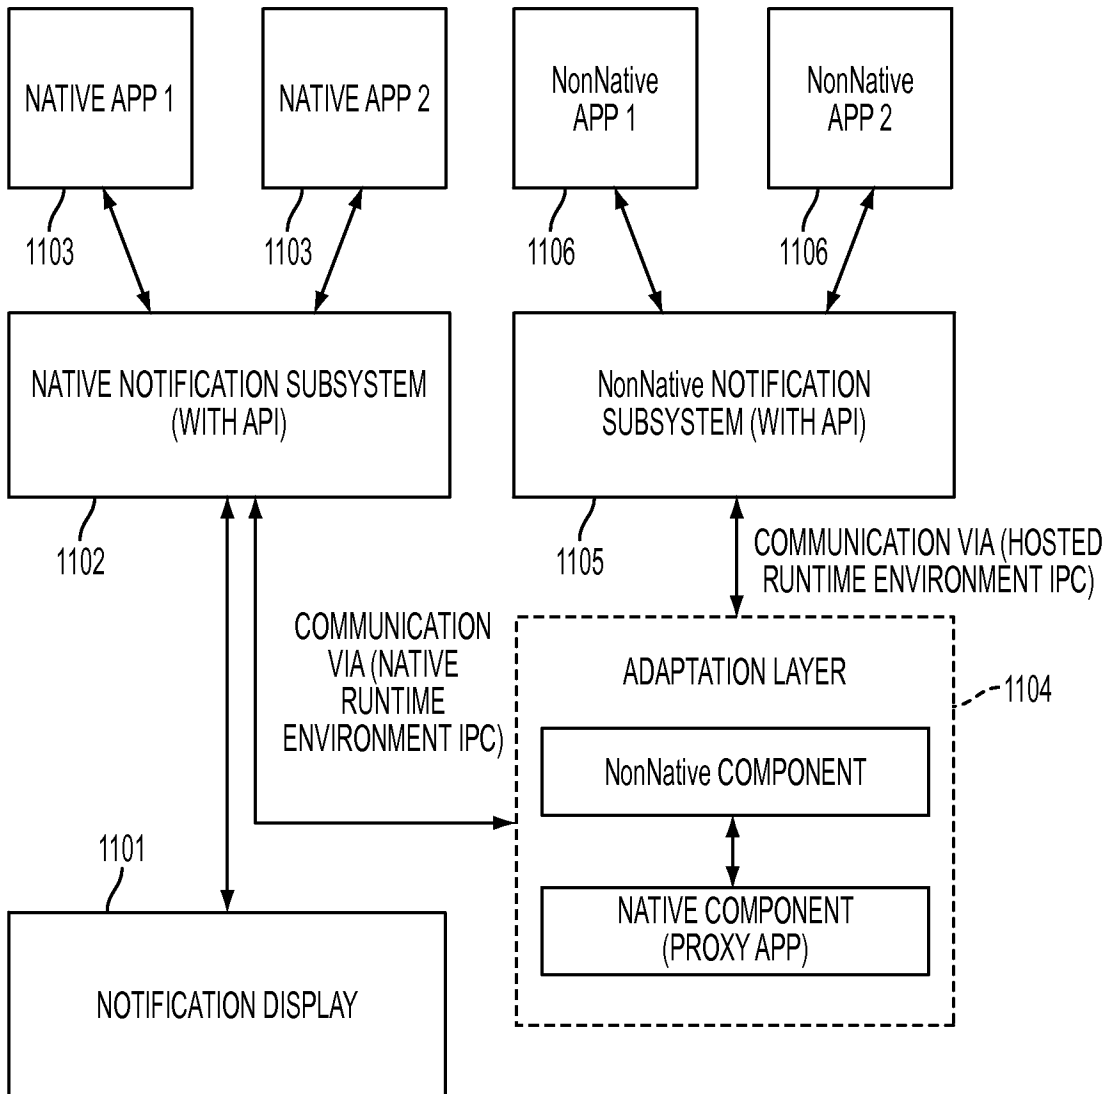 NATIVE APP 1
NATIVE APP 2
NonNative
APP 1
NonNative
APP 2
1103
1103
1106
1106
NATIVE NOTIFICATION SUBSYSTEM
(WITH API)
NonNative NOTIFICATION
SUBSYSTEM (WITH API)
1102
1105
COMMUNICATION VIA (HOSTED
RUNTIME ENVIRONMENT IPC)
COMMUNICATION
VIA (NATIVE
RUNTIME
ENVIRONMENT IPC)
ADAPTATION LAYER
1104
NonNative COMPONENT
NATIVE COMPONENT
(PROXY APP)
1101
NOTIFICATION DISPLAY